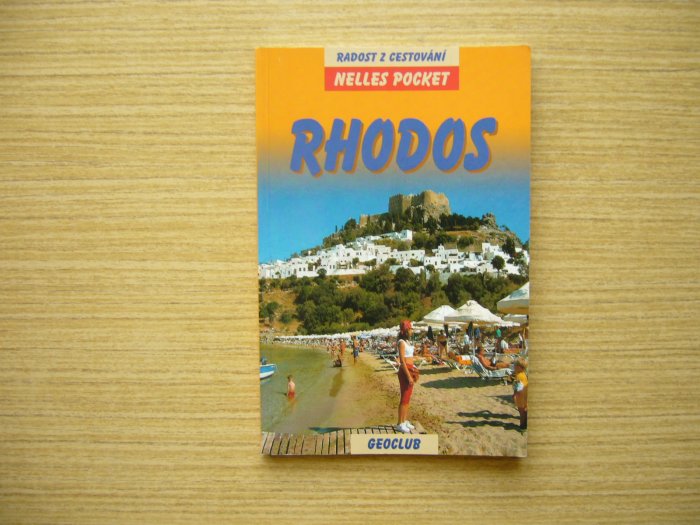 RADOST Z CESTOVÁNÍ
NELLES POCKET
RHODOS
GEOCLUB